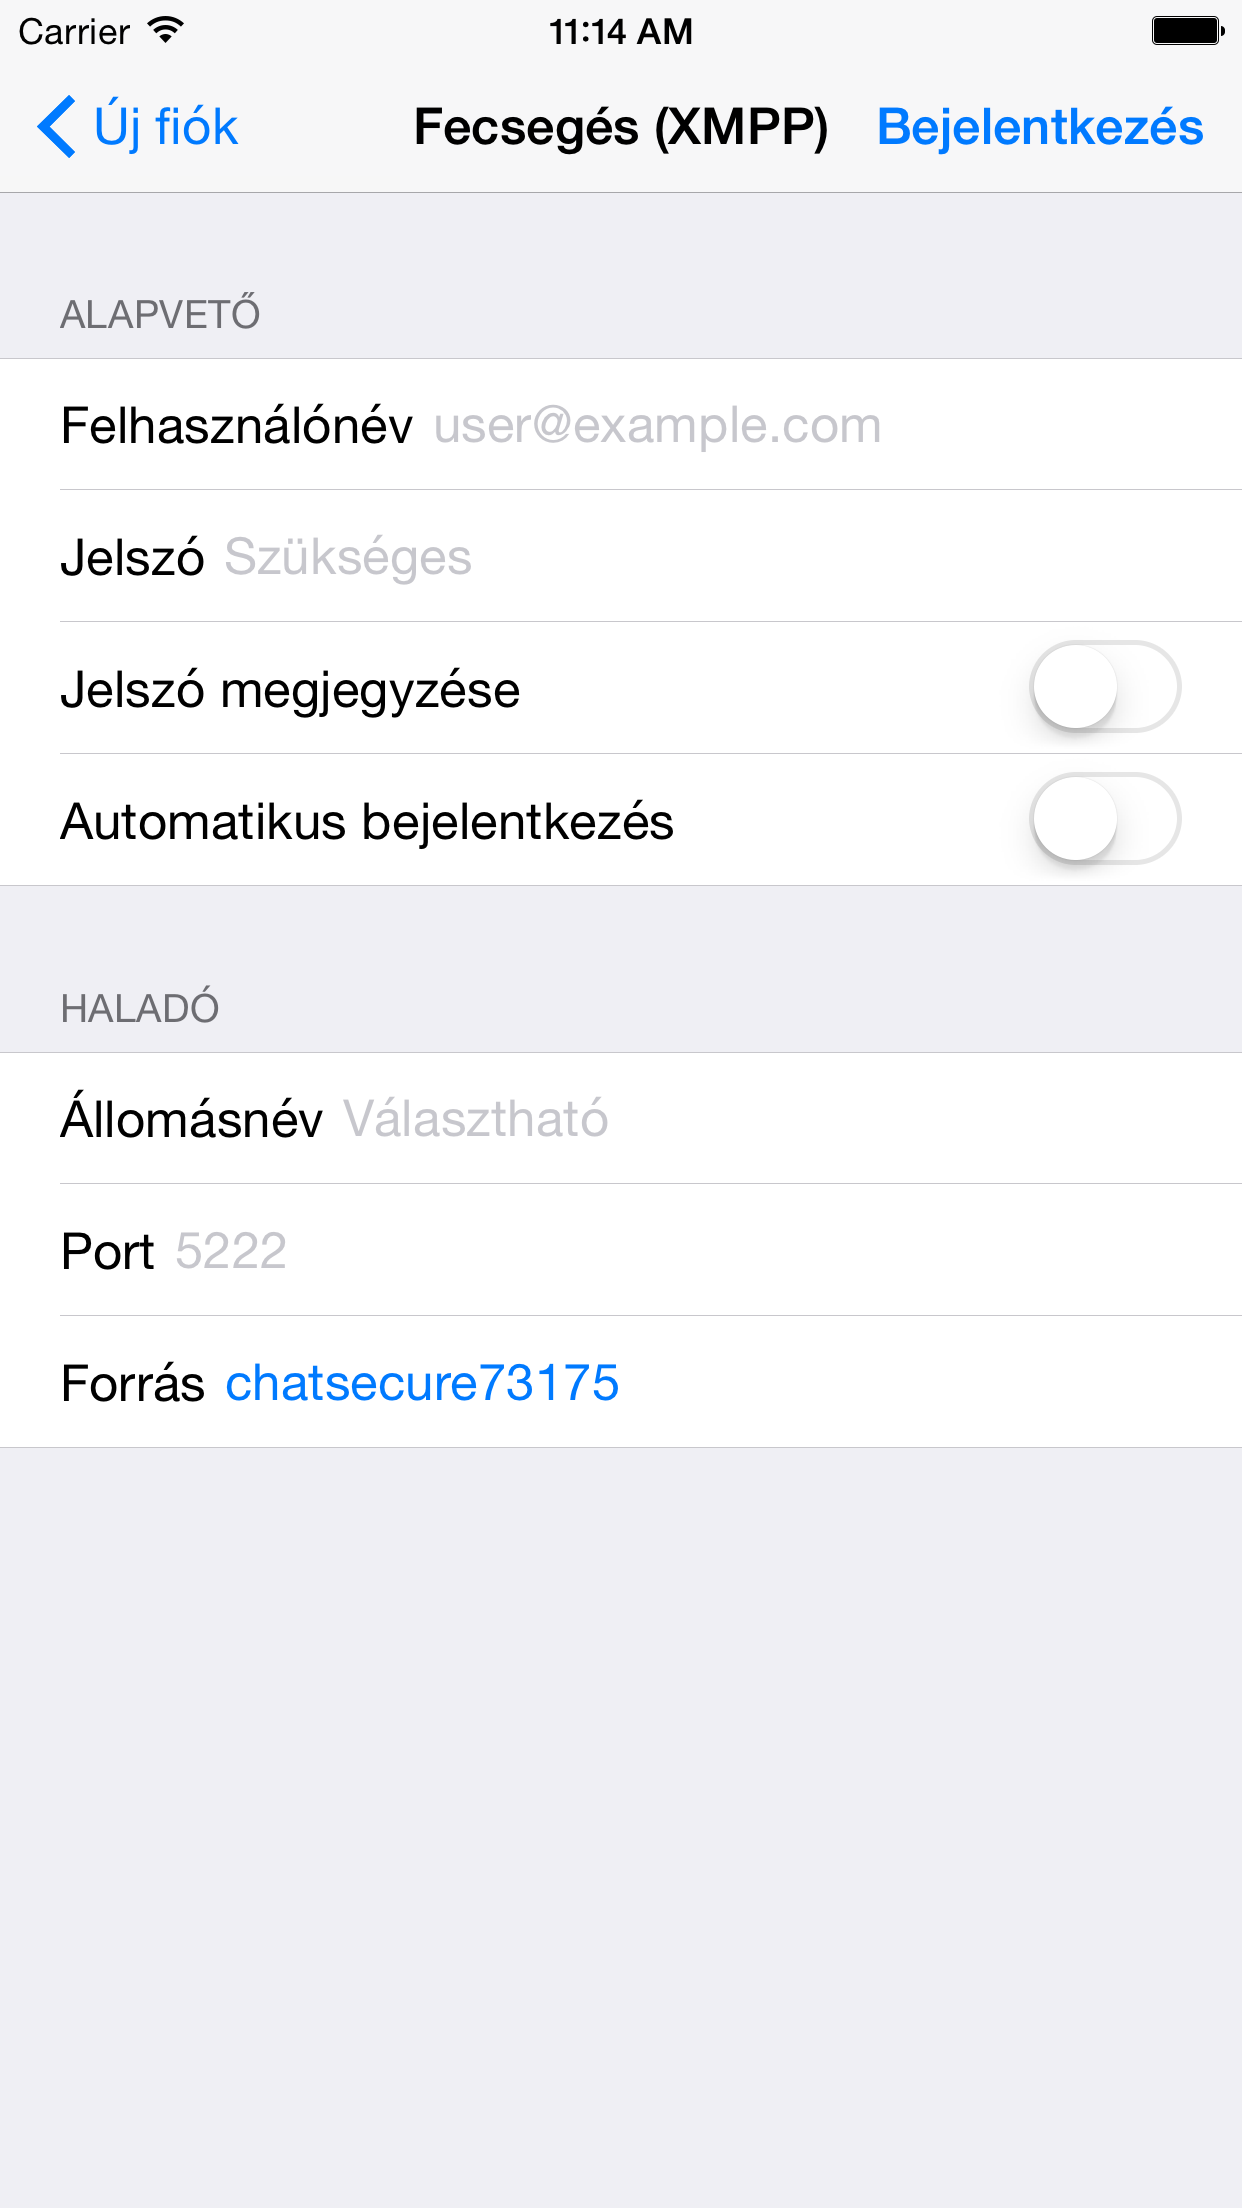 Carrier 11:14 AM
Új fiók Fecsegés (XMPP) Bejelentkezés
ALAPVETŐ
Felhasználónév user@example.com
Jelszó Szükséges
Jelszó megjegyzése
Automatikus bejelentkezés
HALADÓ
Állomásnév Választható
Port 5222
Forrás chatsecure73175